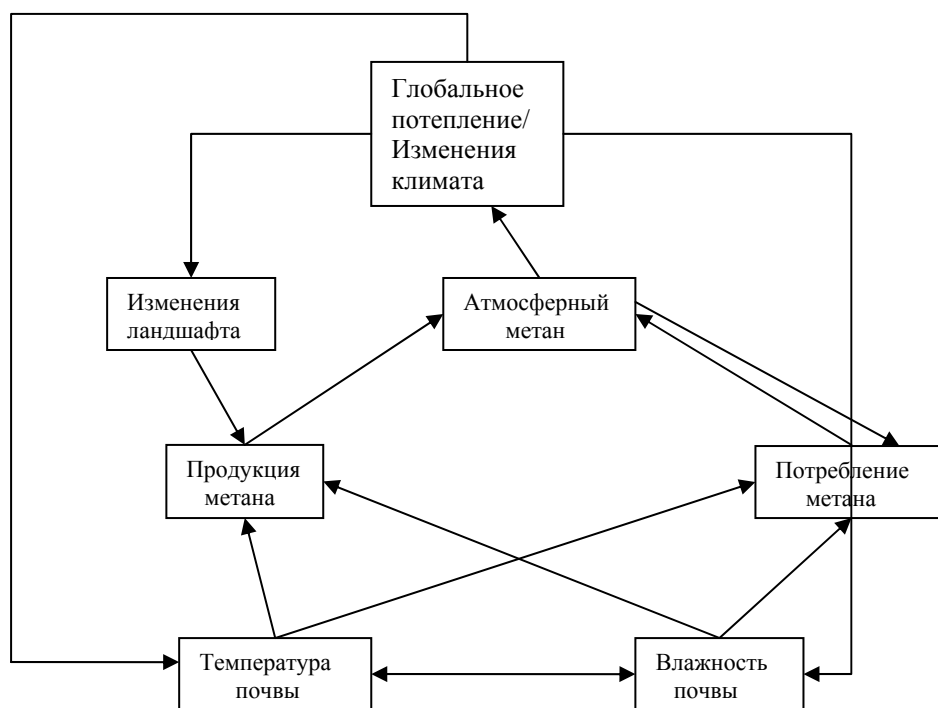 Глобальное
потепление/
Изменения
климата
Изменения
ландшафта
Атмосферный
метан
Продукция
метана
Потребление
метана
Температура
почвы
Влажность
почвы